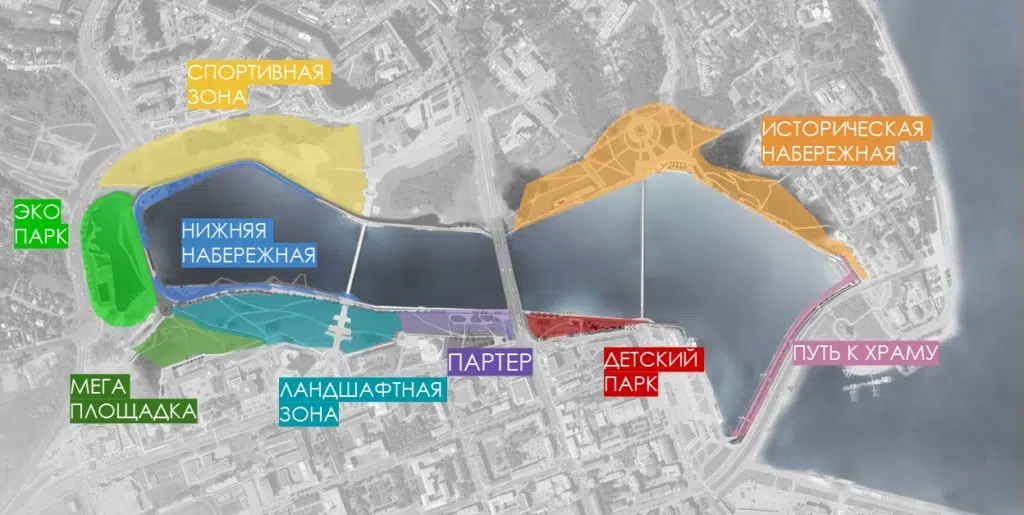 СПОРТИВНАЯ
ЗОНА
ИСТОРИЧЕСКАЯ
НАБЕРЕЖНАЯ
ЭКО
ПАРК
НИЖНЯЯ
НАБЕРЕЖНАЯ
ПАРТЕР
ДЕТСКИЙ
ПАРК
ПУТЬ К ХРАМУ
МЕГА
ПЛОЩАДКА
ЛАНДШАФТНАЯ
ЗОНА